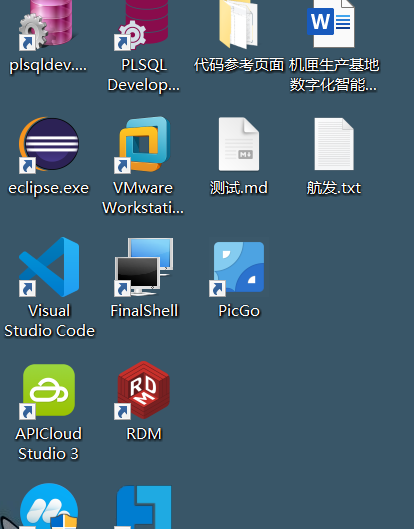 plsqldev....
PLSQL
Develop...
代码参考页面
机匣生产基地
数字化智能...
W
eclipse.exe
VMware
Workstati...
M
测试.md
航发.txt
Visual
Studio Code
FinalShell
PicGo
APICloud
Studio 3
RDM
RDM